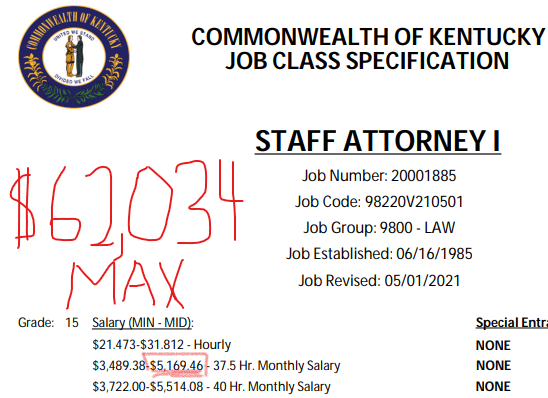 COMMONWEALTH OF KENTUCKY
UNITED WE STAND
DIVIDED WE FALL
COMMONWEALTH OF KENTUCKY
JOB CLASS SPECIFICATION
STAFF ATTORNEY I
$62,034
MAX
Job Number: 20001885
Job Code: 98220V210501
Job Group: 9800 - LAW
Job Established: 06/16/1985
Job Revised: 05/01/2021
Grade: 15 Salary (MIN - MID): Special Entra
$21.473-$31.812 - Hourly NONE
$3,489.38-$5,169.46 - 37.5 Hr. Monthly Salary NONE
$3,722.00-$5,514.08 - 40 Hr. Monthly Salary NONE